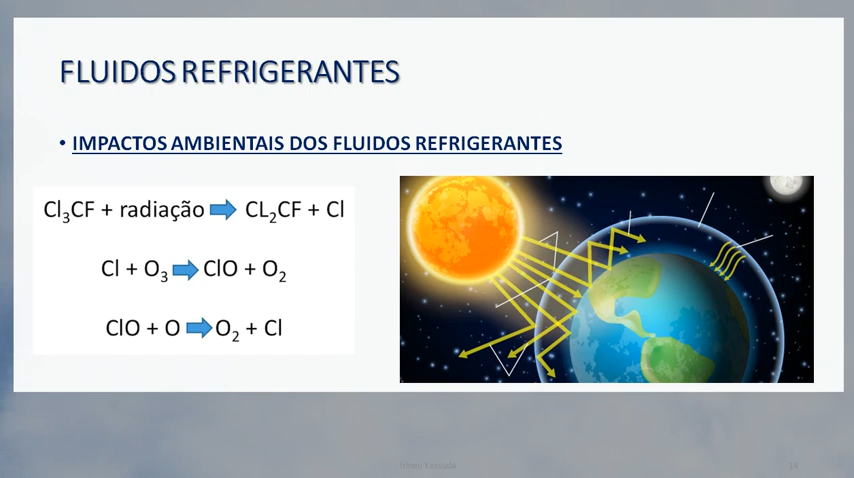 FLUIDOS REFRIGERANTES
• IMPACTOS AMBIENTAIS DOS FLUIDOS REFRIGERANTES
Cl₃CF + radiação ➡ CL₂CF + Cl
Cl + O₃ ➡ ClO + O₂
ClO + O ➡ O₂ + Cl
14